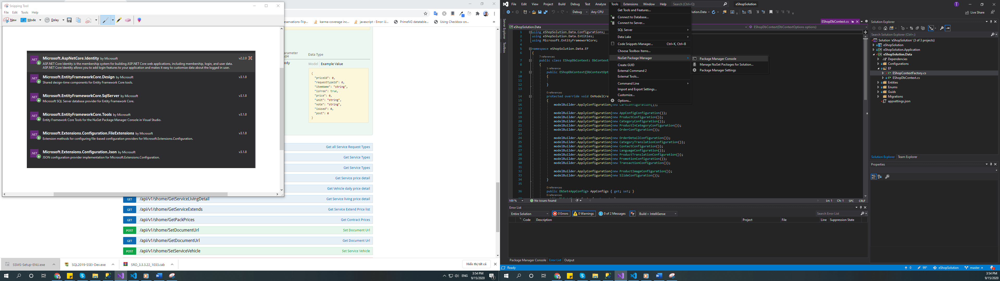 Snipping Tool
File Edit Tools Help
New Mode Delay
Microsoft.AspNetCore.Identity by Microsoft v2.2.0
ASP.NET Core Identity is the membership system for building ASP.NET Core web applications, including membership, login, and user data.
ASP.NET Core Identity allows you to add login features to your application and makes it easy to customize data about the logged in user.
Microsoft.EntityFrameworkCore.Design by Microsoft v3.1.8
Shared design-time components for Entity Framework Core tools.
Microsoft.EntityFrameworkCore.SqlServer by Microsoft v3.1.8
Microsoft SQL Server database provider for Entity Framework Core.
Microsoft.EntityFrameworkCore.Tools by Microsoft v3.1.8
Entity Framework Core Tools for the NuGet Package Manager Console in Visual Studio.
Microsoft.Extensions.Configuration.FileExtensions by Microsoft v3.1.8
Extension methods for configuring file-based configuration providers for Microsoft.Extensions.Configuration.
Microsoft.Extensions.Configuration.Json by Microsoft v3.1.8
JSON configuration provider implementation for Microsoft.Extensions.Configuration.
karma-coverage inc... javascript - Error: U... PrimeNG datatable... Using Checkbox on...
Data Type
Model Example Value
{
"priceId": 0,
"requestTypeId": 0,
"itemName": "string",
"isFree": true,
"price": 0,
"unit": "string",
"note": "string",
"isUsed": 0,
"post": 0
}
Get all Service Request Types
Get Service Types
Get Service Types
Get Service price detail
Get Vehicle daily price detail
GET /api/v1/shome/GetServiceLivingDetail Get Service living price detail
GET /api/v1/shome/GetServiceExtends Get Service Extend Price list
GET /api/v1/shome/GetPackPrices Get Contract Prices
POST /api/v1/shome/SetDocumentUrl Set Document Url
GET /api/v1/shome/GetDocumentUrl Get Document Url
POST /api/v1/shome/SetServiceVehicle Set Service Vehicle
SSMS-Setup-ENU.exe SQL2019-SSEI-Dev.exe SRO_3.3.3.22_1033.cab Hiển thị tất cả
ENG 3:54 PM
9/15/2020
File Edit View Project Build Debug Test Analyze Tools Extensions Window Help Search (Ctrl+Q) eShopSolution
Debug Any CPU Live Share
Get Tools and Features...
Connect to Database...
Connect to Server...
SQL Server
Data Lake
Code Snippets Manager... Ctrl+K, Ctrl+B
Choose Toolbox Items...
NuGet Package Manager
Create GUID
External Command 2
External Tools...
Command Line
Import and Export Settings...
Customize...
Options...
Package Manager Console
Manage NuGet Packages for Solution...
Package Manager Settings
Server Explorer
Toolbox
EShopDbContext.cs
eShopSolution.Data EShopDbContext(DbContextOptions options)
1 using eShopSolution.Data.Configurations;
2 using eShopSolution.Data.Entities;
3 using Microsoft.EntityFrameworkCore;
4
5 namespace eShopSolution.Data.EF
6 {
7 references
7 public class EShopDbContext: DbContext
8 {
1 reference
9 public EShopDbContext(DbContextOpt
10 {
11
12 }
13
0 references
14 protected override void OnModelCre
15 {
16 modelBuilder.ApplyConfiguration(new CartConfiguration());
17
18 modelBuilder.ApplyConfiguration(new AppConfigConfiguration());
19 modelBuilder.ApplyConfiguration(new ProductConfiguration());
20 modelBuilder.ApplyConfiguration(new CategoryConfiguration());
21 modelBuilder.ApplyConfiguration(new ProductInCategoryConfiguration());
22 modelBuilder.ApplyConfiguration(new OrderConfiguration());
23
24 modelBuilder.ApplyConfiguration(new OrderDetailConfiguration());
25 modelBuilder.ApplyConfiguration(new CategoryTranslationConfiguration());
26 modelBuilder.ApplyConfiguration(new ContactConfiguration());
27 modelBuilder.ApplyConfiguration(new LanguageConfiguration());
28 modelBuilder.ApplyConfiguration(new ProductTranslationConfiguration());
29 modelBuilder.ApplyConfiguration(new PromotionConfiguration());
30 modelBuilder.ApplyConfiguration(new TransactionConfiguration());
31
32 modelBuilder.ApplyConfiguration(new ProductImageConfiguration());
33 modelBuilder.ApplyConfiguration(new SlideConfiguration());
34 }
35
0 references
36 public DbSet<AppConfig> AppConfigs { get; set; }
0 references
100 % No issues found Ln: 1 Ch: 1 SPC CRLF
Error List
Entire Solution 0 Errors 0 Warnings 0 of 2 Messages Build + IntelliSense Search Error List
Code Description Project File Line Suppression State
Package Manager Console Error List Output
Solution Explorer
Search Solution Explorer (Ctrl+;)
Solution 'eShopSolution' (3 of 3 projects)
eShopSolution
eShopSolution.Application
eShopSolution.Data
Dependencies
Configurations
EF
EShopContextFactory.cs
EShopDbContext.cs
Entities
Enums
Guids
Migrations
appsettings.json
Solution Explorer Team Explorer
Properties
Ready 0 99+ eShopSolution master 2
3:54 PM
9/15/2020